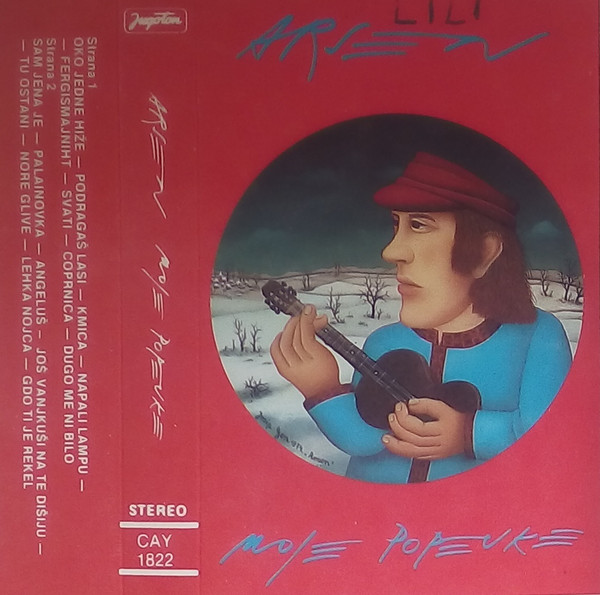 Strana 1
OKO JEDNE HIŽE — PODRAGAŠ LASI — KMICA — NAPALI LAMPU —
— FERGISMAJNIHT — SVATI — COPRNICA — DUGO ME NI BILO
Strana 2
SAM JENA JE — PALAINOVKA — ANGELUŠ — JOŠ VANJKUŠI NA TE DIŠIJU —
— TU OSTANI — NORE GLIVE — LEHKA NOJCA — GDO TI JE REKEL
Jugoton
ARSEN MOJE POPEVKE
STEREO
CAY
1822
LILI
ARSEN
MOJE POPEVKE